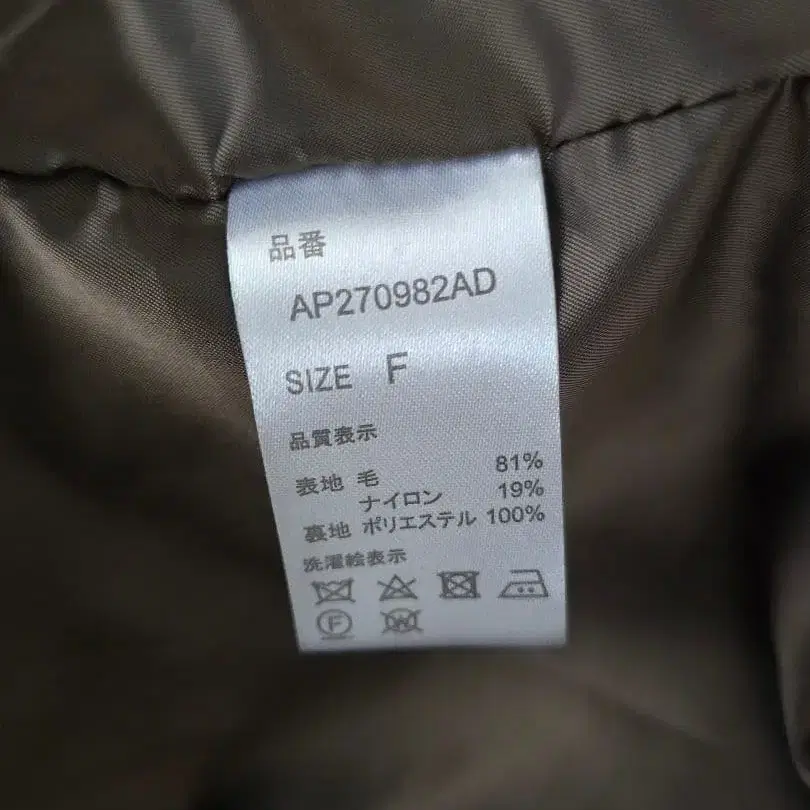 品番
AP270982AD
SIZE F
品質表示
表地 毛 81%
ナイロン 19%
裏地 ポリエステル 100%
洗濯絵表示
F W